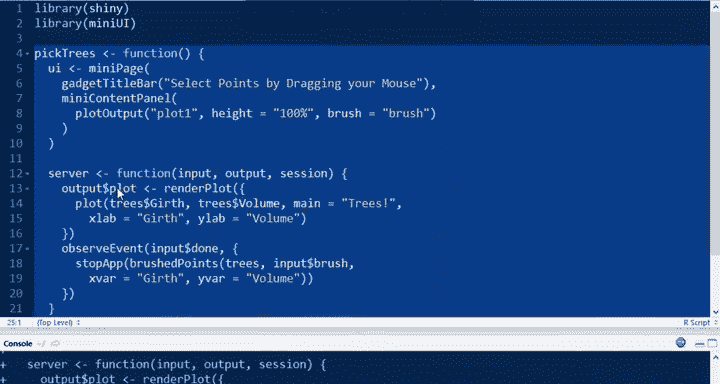 1 library(shiny)
2 library(miniUI)
3
4 pickTrees <- function() {
5 ui <- miniPage(
6 gadgetTitleBar("Select Points by Dragging your Mouse"),
7 miniContentPanel(
8 plotOutput("plot1", height = "100%", brush = "brush")
9 )
10 )
11
12 server <- function(input, output, session) {
13 output$plot <- renderPlot({
14 plot(trees$Girth, trees$Volume, main = "Trees!",
15 xlab = "Girth", ylab = "Volume")
16 })
17 observeEvent(input$done, {
18 stopApp(brushedPoints(trees, input$brush,
19 xvar = "Girth", yvar = "Volume"))
20 })
21 }
25:1 (Top Level) R Script
Console
+ server <- function(input, output, session) {
+ output$plot <- renderPlot({